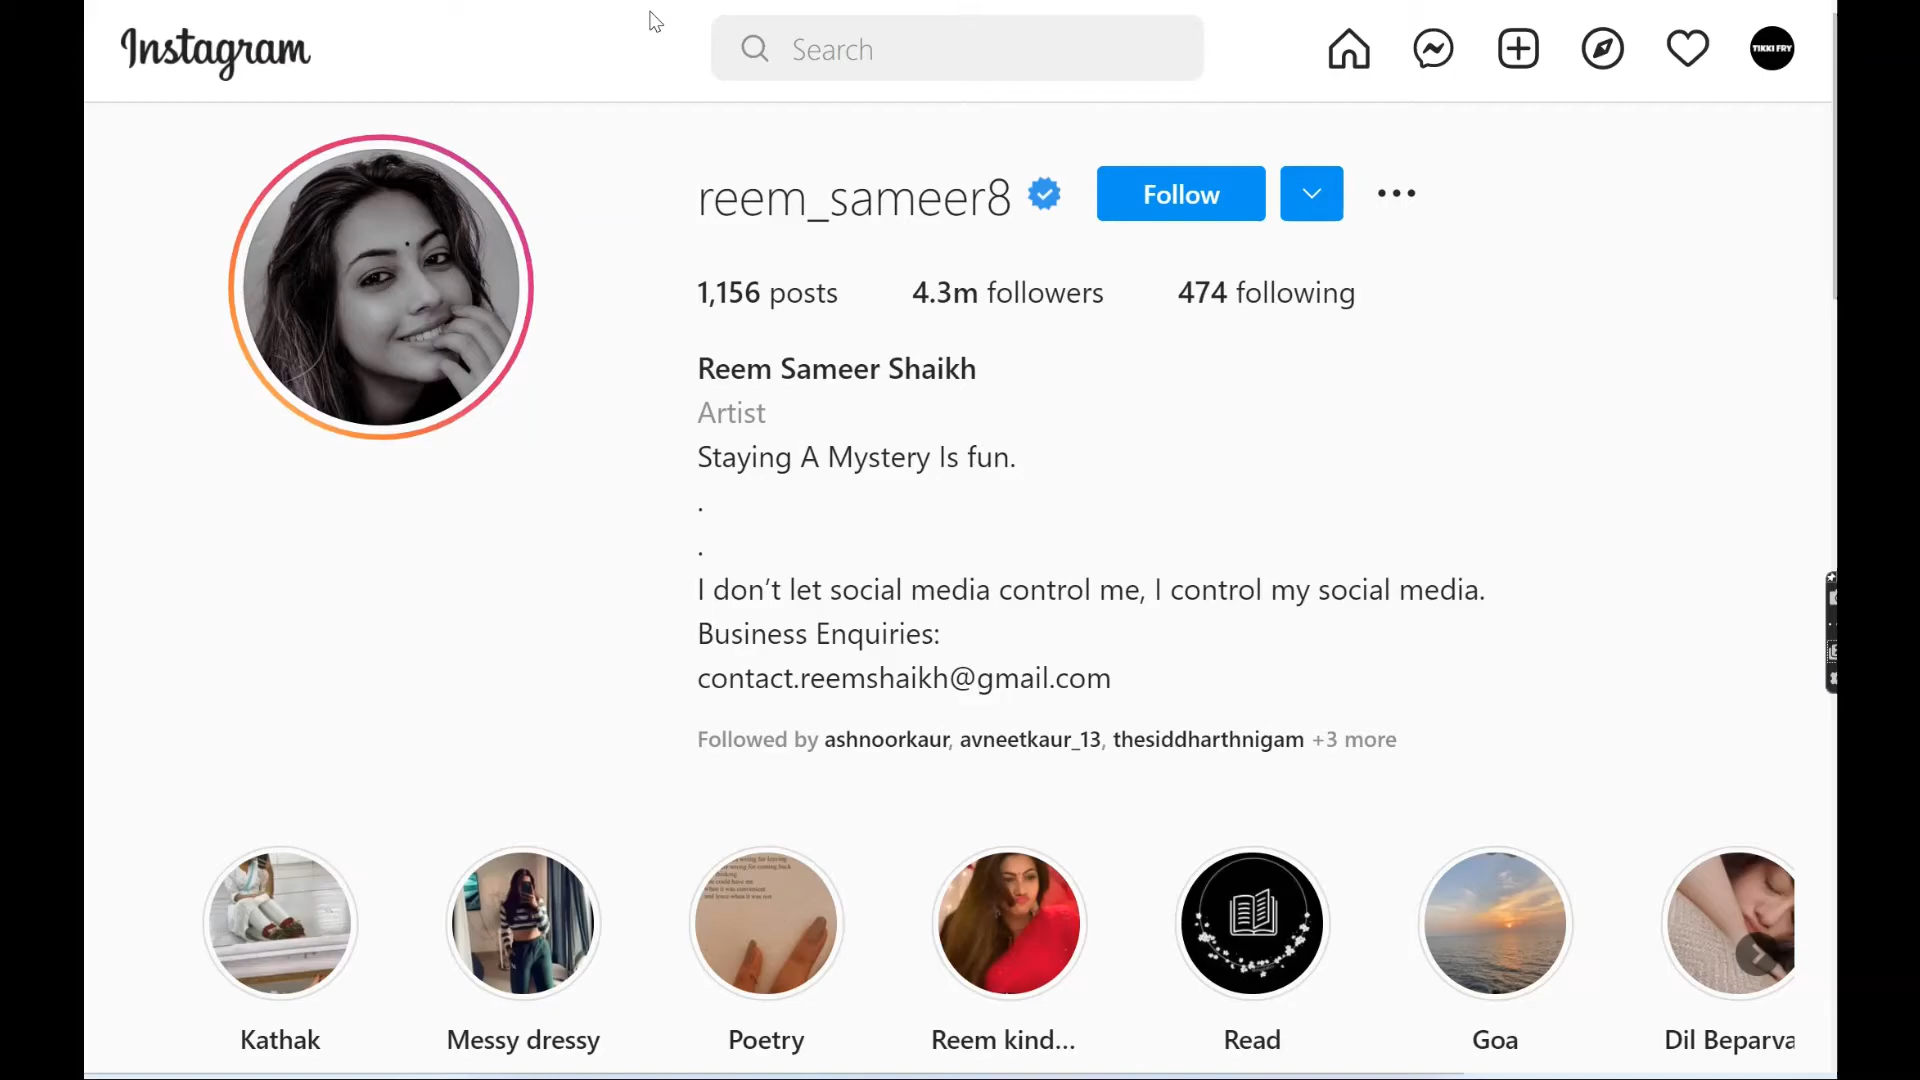 Instagram
Search
TIKKI FRY
reem_sameer8
Follow
1,156 posts 4.3m followers 474 following
Reem Sameer Shaikh
Artist
Staying A Mystery Is fun.
.
.
I don’t let social media control me, I control my social media.
Business Enquiries:
contact.reemshaikh@gmail.com
Followed by ashnoorkaur, avneetkaur_13, thesiddharthnigam +3 more
Kathak Messy dressy Poetry Reem kind... Read Goa Dil Beparva